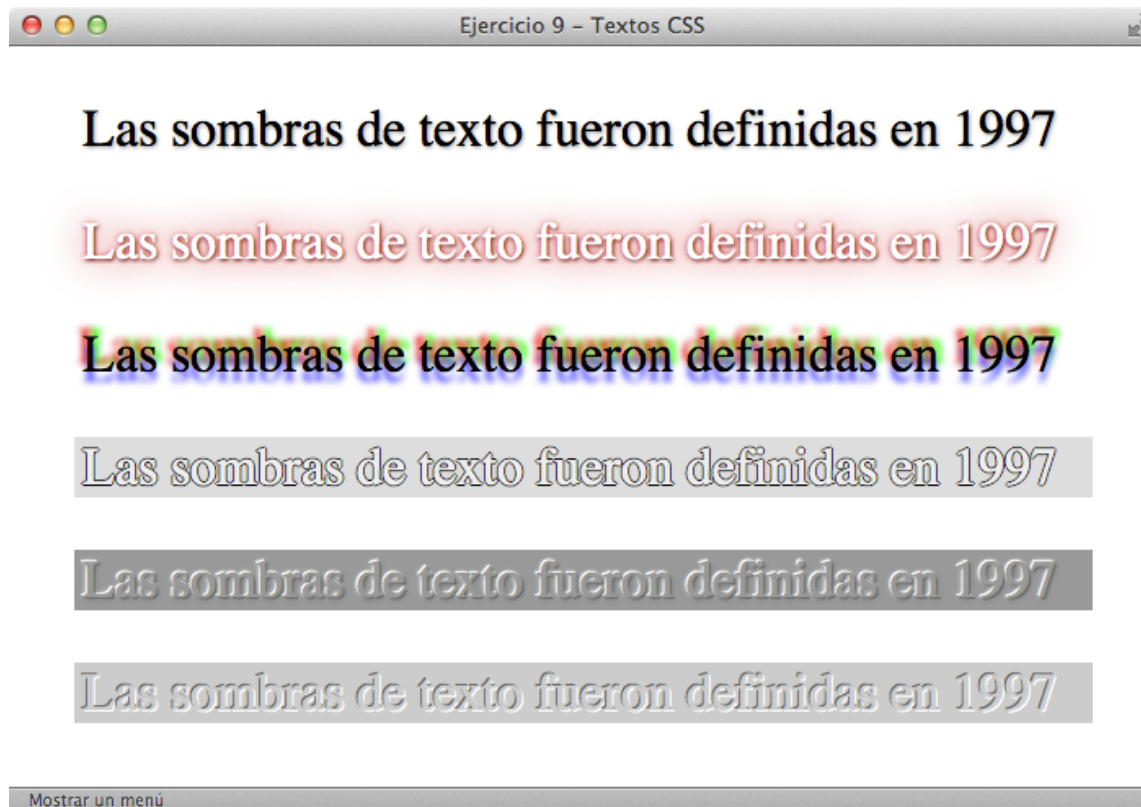 Ejercicio 9 – Textos CSS
Las sombras de texto fueron definidas en 1997
Las sombras de texto fueron definidas en 1997
Las sombras de texto fueron definidas en 1997
Las sombras de texto fueron definidas en 1997
Las sombras de texto fueron definidas en 1997
Las sombras de texto fueron definidas en 1997
Mostrar un menú